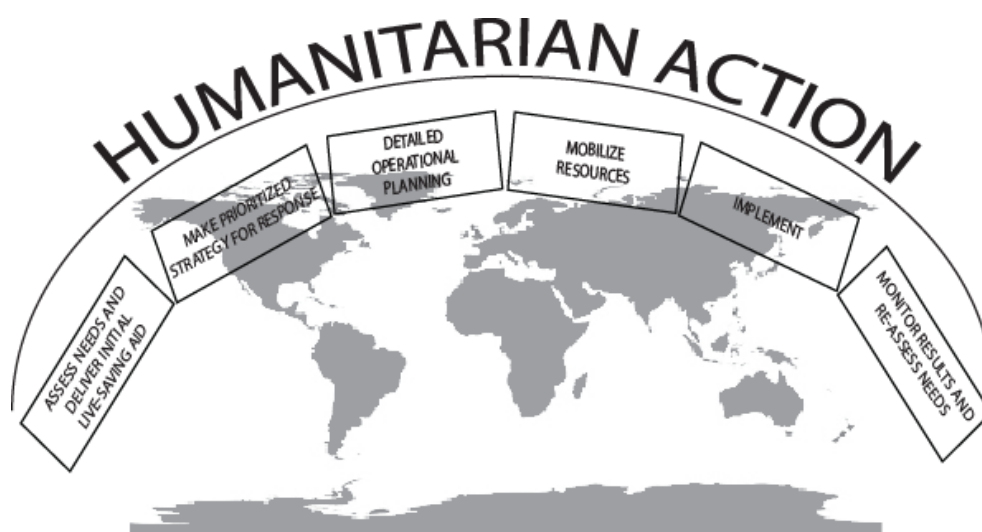 HUMANITARIAN ACTION
ASSESS NEEDS AND
DELIVER INITIAL
LIVE-SAVING AID
MAKE PRIORITIZED
STRATEGY FOR RESPONSE
DETAILED
OPERATIONAL
PLANNING
MOBILIZE
RESOURCES
IMPLEMENT
MONITOR RESULTS AND
RE-ASSESS NEEDS